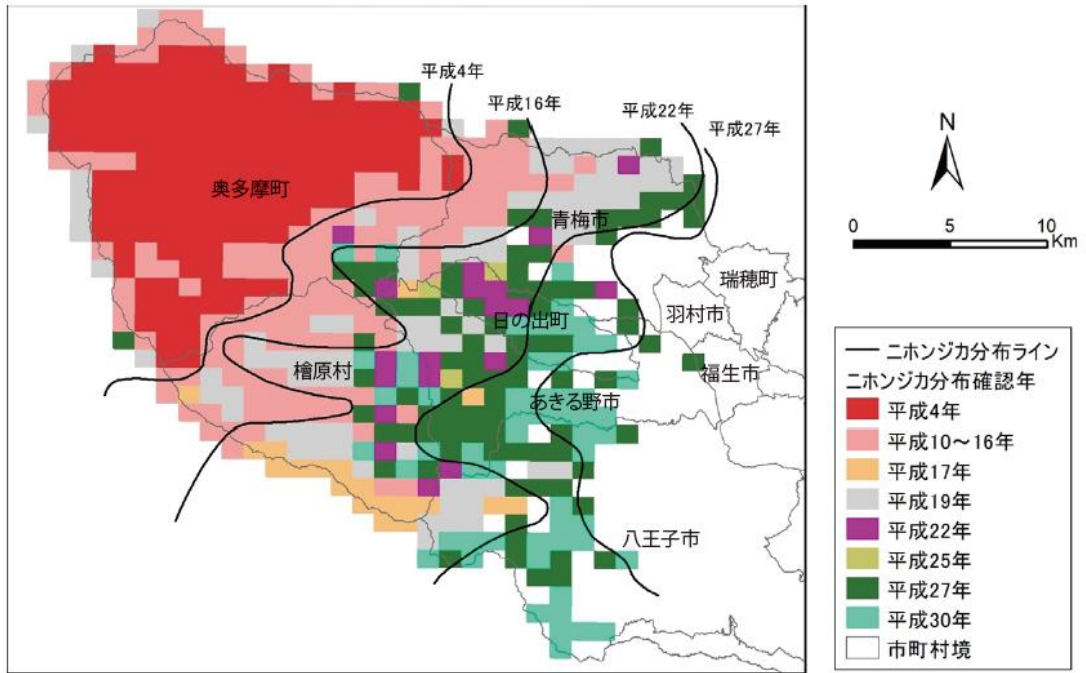 平成4年
平成16年
平成22年
平成27年
奥多摩町
青梅市
瑞穂町
羽村市
日の出町
檜原村
福生市
あきる野市
八王子市
N
0 5 10
Km
ニホンジカ分布ライン
ニホンジカ分布確認年
平成4年
平成10～16年
平成17年
平成19年
平成22年
平成25年
平成27年
平成30年
市町村境